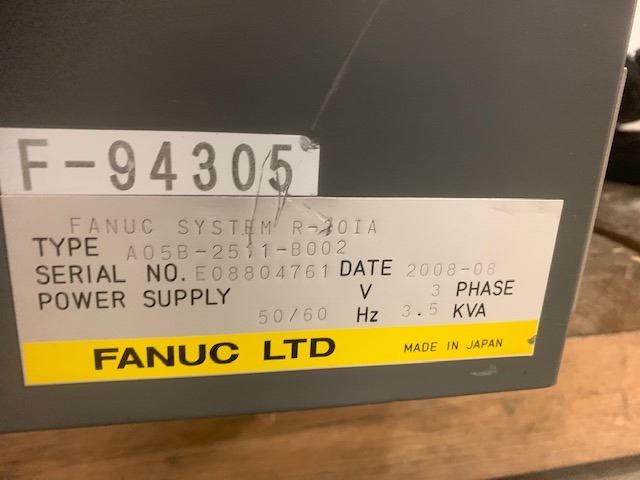 F-94305
FANUC SYSTEM R-30IA
TYPE A05B-2511-B002
SERIAL NO. E08804761 DATE 2008-08
POWER SUPPLY V 3 PHASE
50/60 Hz 3.5 KVA
FANUC LTD MADE IN JAPAN